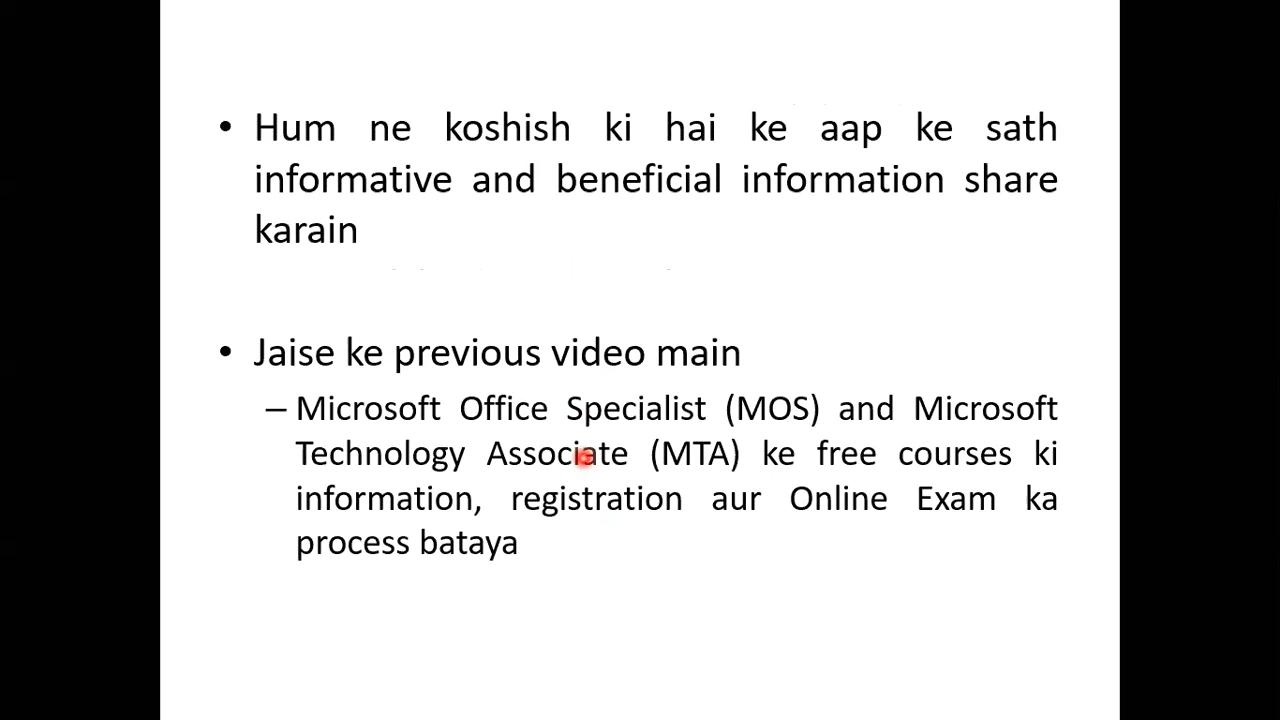 • Hum ne koshish ki hai ke aap ke sath
informative and beneficial information share
karain
• Jaise ke previous video main
– Microsoft Office Specialist (MOS) and Microsoft
Technology Associate (MTA) ke free courses ki
information, registration aur Online Exam ka
process bataya